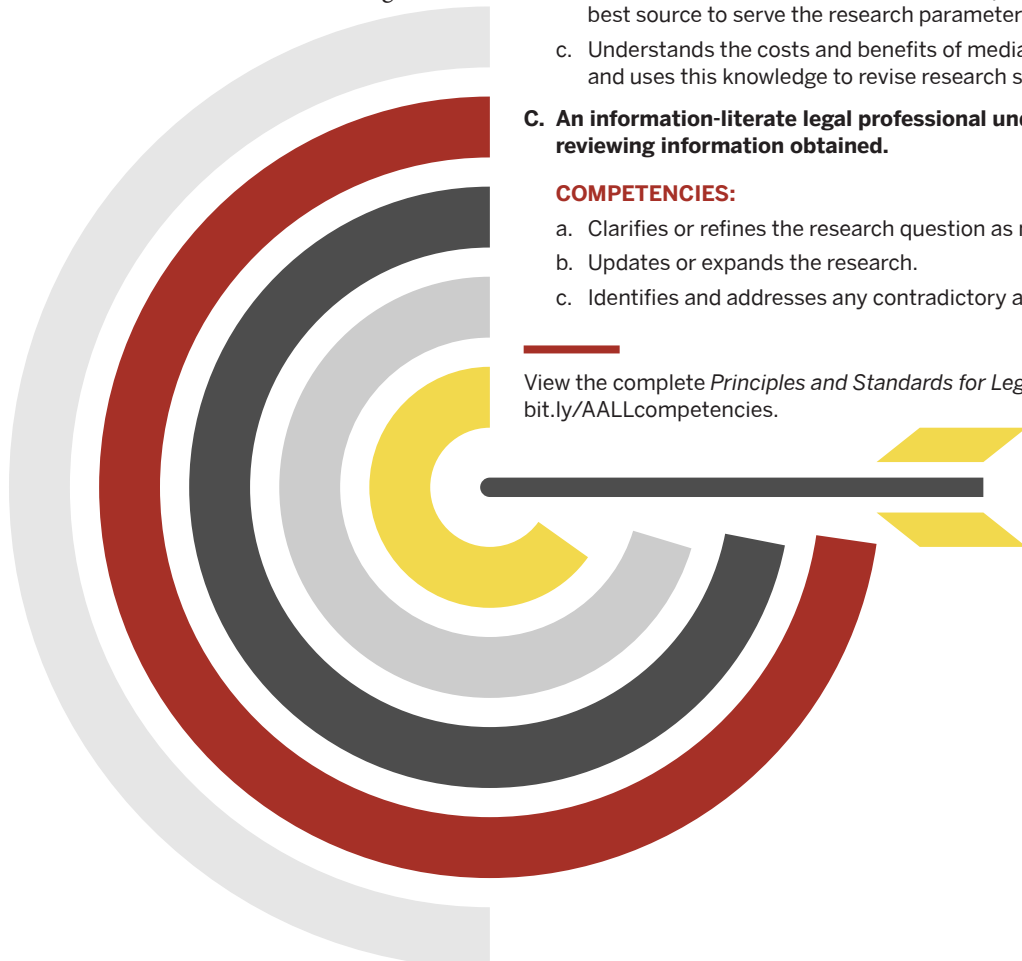 best source to serve the research parameter
c. Understands the costs and benefits of media
and uses this knowledge to revise research s
C. An information-literate legal professional und
reviewing information obtained.
COMPETENCIES:
a. Clarifies or refines the research question as
b. Updates or expands the research.
c. Identifies and addresses any contradictory a
View the complete Principles and Standards for Leg
bit.ly/AALLcompetencies.